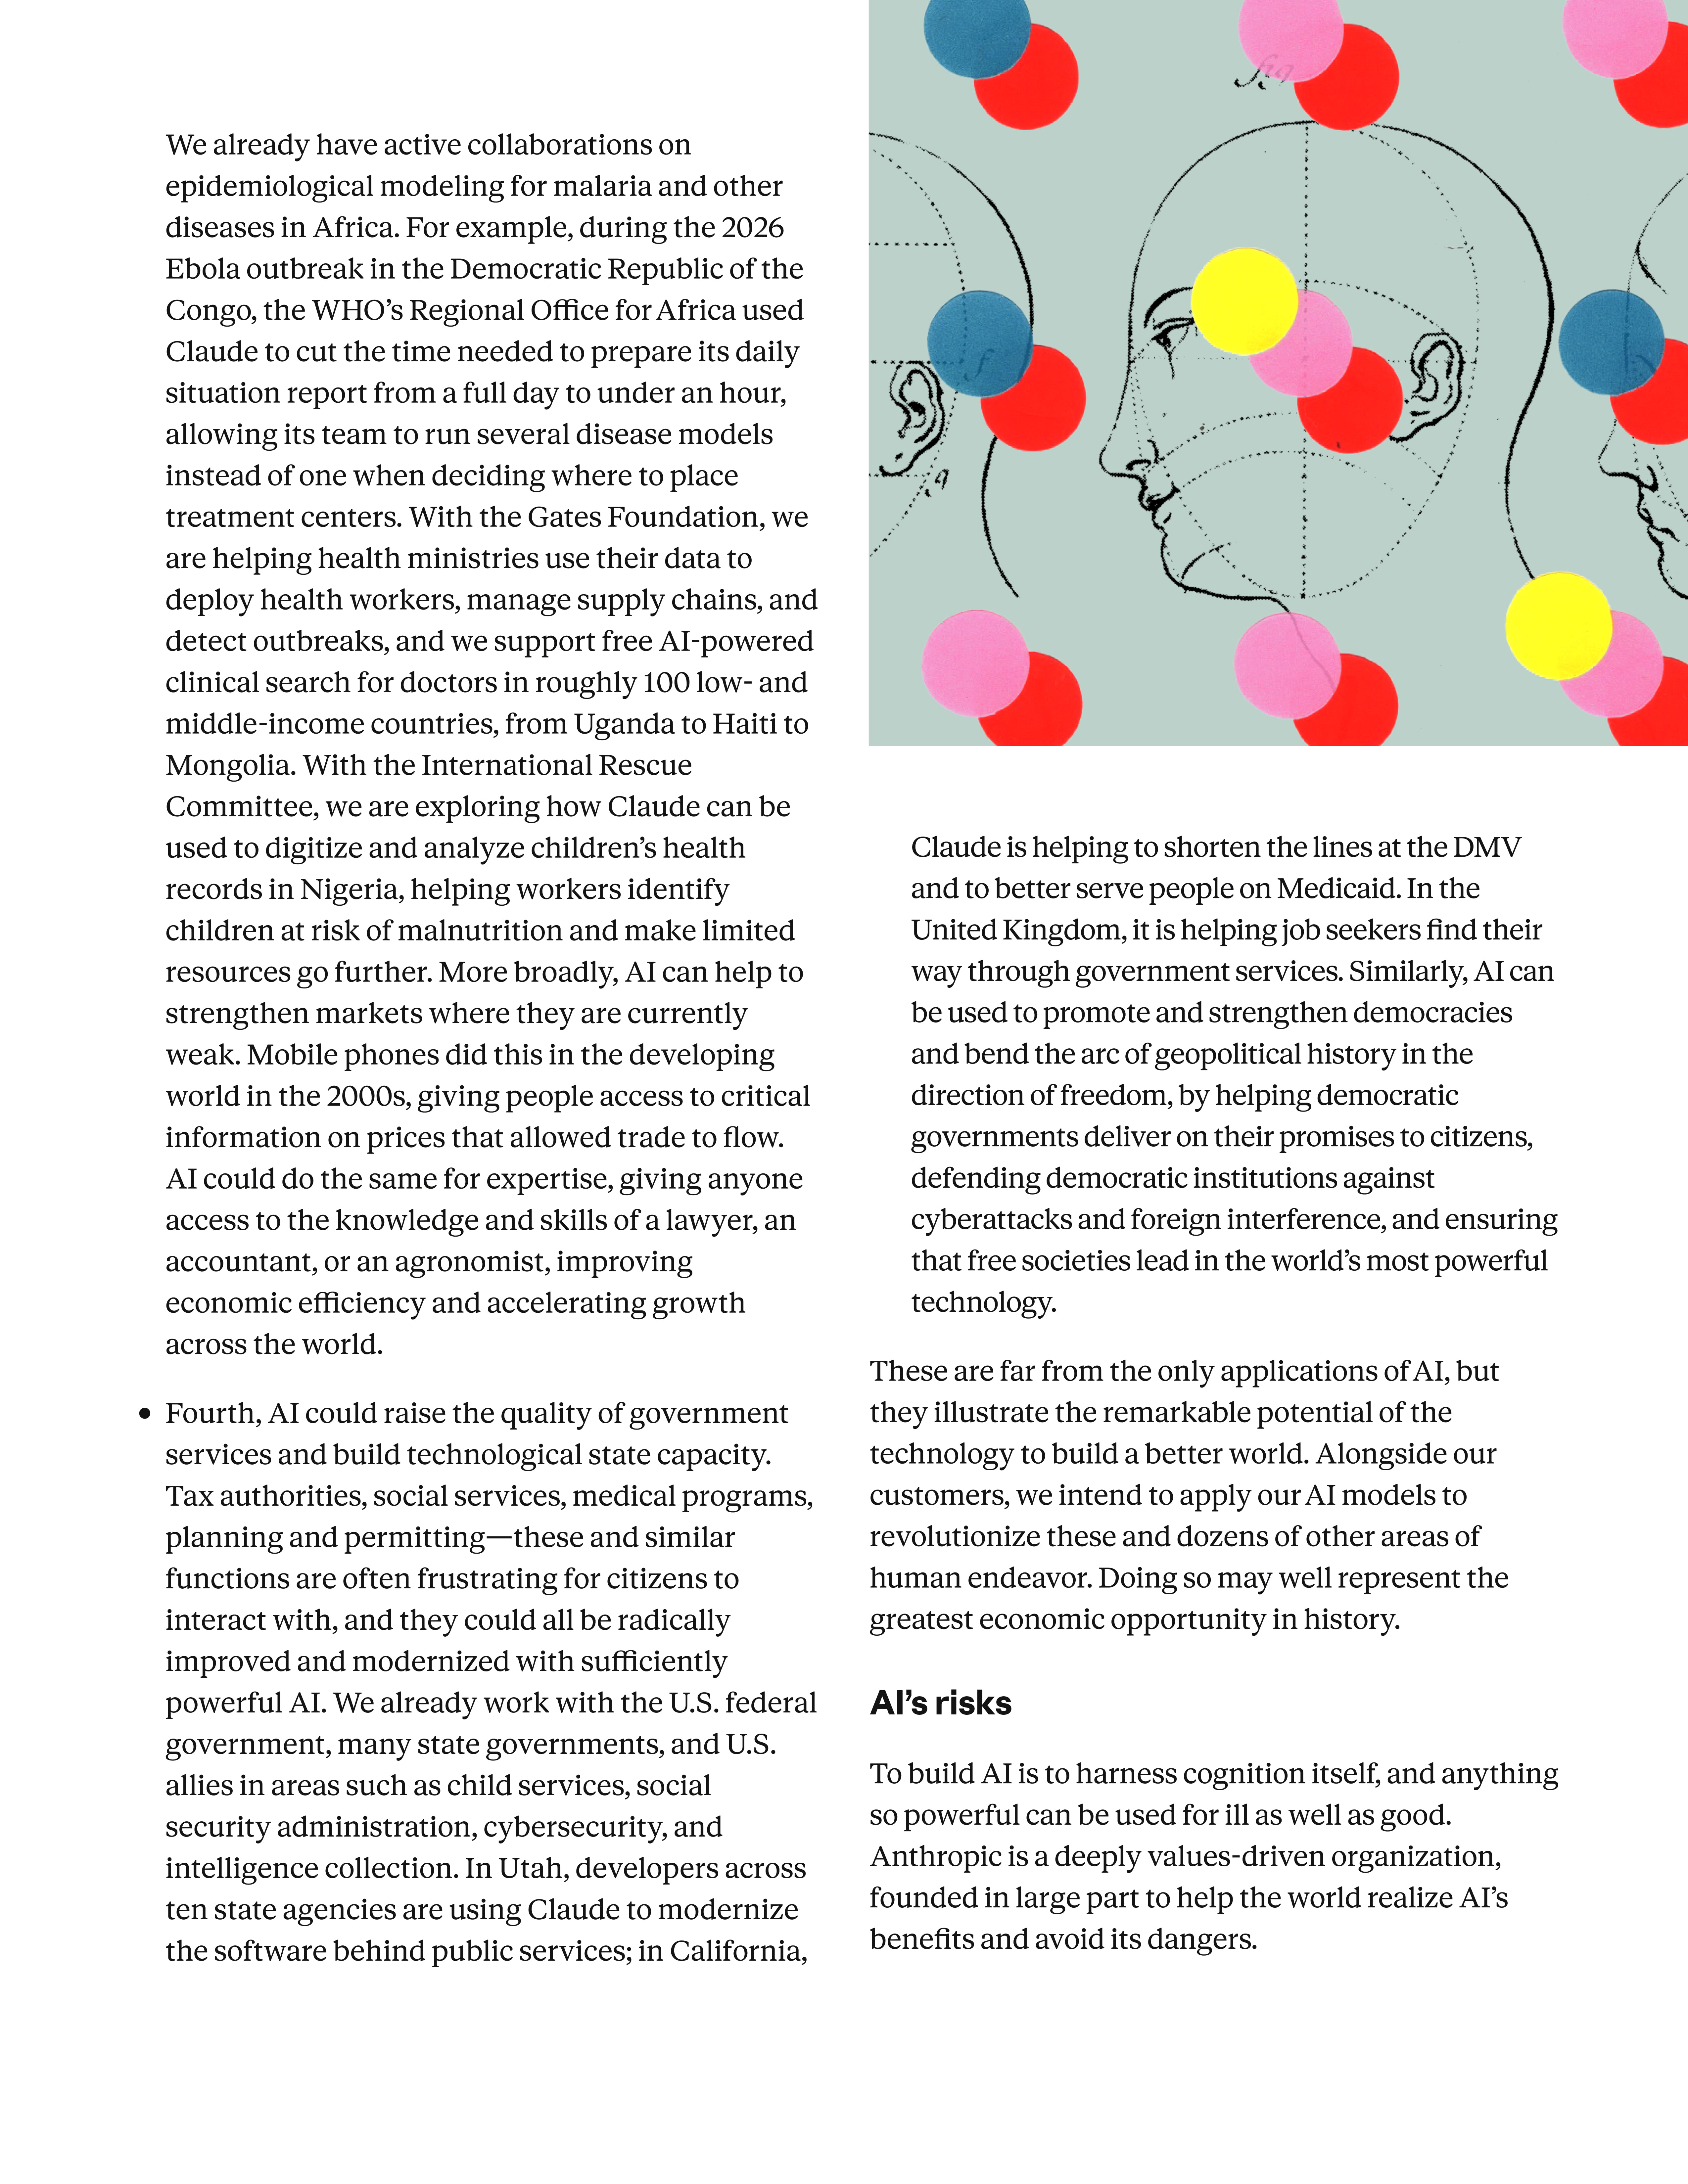 We already have active collaborations on
epidemiological modeling for malaria and other
diseases in Africa. For example, during the 2026
Ebola outbreak in the Democratic Republic of the
Congo, the WHO’s Regional Office for Africa used
Claude to cut the time needed to prepare its daily
situation report from a full day to under an hour,
allowing its team to run several disease models
instead of one when deciding where to place
treatment centers. With the Gates Foundation, we
are helping health ministries use their data to
deploy health workers, manage supply chains, and
detect outbreaks, and we support free AI-powered
clinical search for doctors in roughly 100 low- and
middle-income countries, from Uganda to Haiti to
Mongolia. With the International Rescue
Committee, we are exploring how Claude can be
used to digitize and analyze children’s health
records in Nigeria, helping workers identify
children at risk of malnutrition and make limited
resources go further. More broadly, AI can help to
strengthen markets where they are currently
weak. Mobile phones did this in the developing
world in the 2000s, giving people access to critical
information on prices that allowed trade to flow.
AI could do the same for expertise, giving anyone
access to the knowledge and skills of a lawyer, an
accountant, or an agronomist, improving
economic efficiency and accelerating growth
across the world.
• Fourth, AI could raise the quality of government
services and build technological state capacity.
Tax authorities, social services, medical programs,
planning and permitting—these and similar
functions are often frustrating for citizens to
interact with, and they could all be radically
improved and modernized with sufficiently
powerful AI. We already work with the U.S. federal
government, many state governments, and U.S.
allies in areas such as child services, social
security administration, cybersecurity, and
intelligence collection. In Utah, developers across
ten state agencies are using Claude to modernize
the software behind public services; in California,
fig
Claude is helping to shorten the lines at the DMV
and to better serve people on Medicaid. In the
United Kingdom, it is helping job seekers find their
way through government services. Similarly, AI can
be used to promote and strengthen democracies
and bend the arc of geopolitical history in the
direction of freedom, by helping democratic
governments deliver on their promises to citizens,
defending democratic institutions against
cyberattacks and foreign interference, and ensuring
that free societies lead in the world’s most powerful
technology.
These are far from the only applications of AI, but
they illustrate the remarkable potential of the
technology to build a better world. Alongside our
customers, we intend to apply our AI models to
revolutionize these and dozens of other areas of
human endeavor. Doing so may well represent the
greatest economic opportunity in history.
AI’s risks
To build AI is to harness cognition itself, and anything
so powerful can be used for ill as well as good.
Anthropic is a deeply values-driven organization,
founded in large part to help the world realize AI’s
benefits and avoid its dangers.